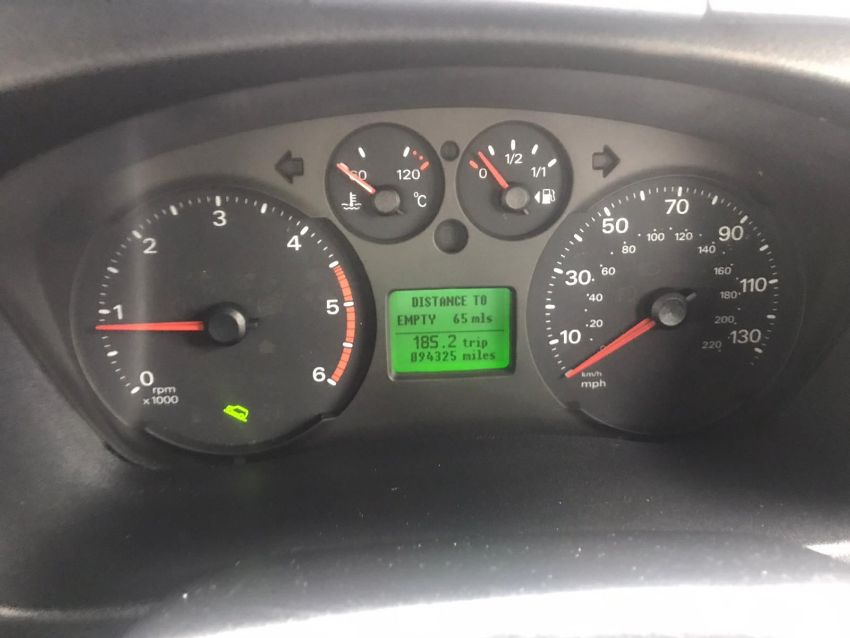 60 120
°C
0 1/2 1/1
0 1 2 3 4 5 6
rpm
x1000
DISTANCE TO
EMPTY 65 mls
185.2 trip
094325 miles
10 30 50 70 90 110 130
0 20 40 60 80 100 120 140 160 180 200 220
km/h
mph